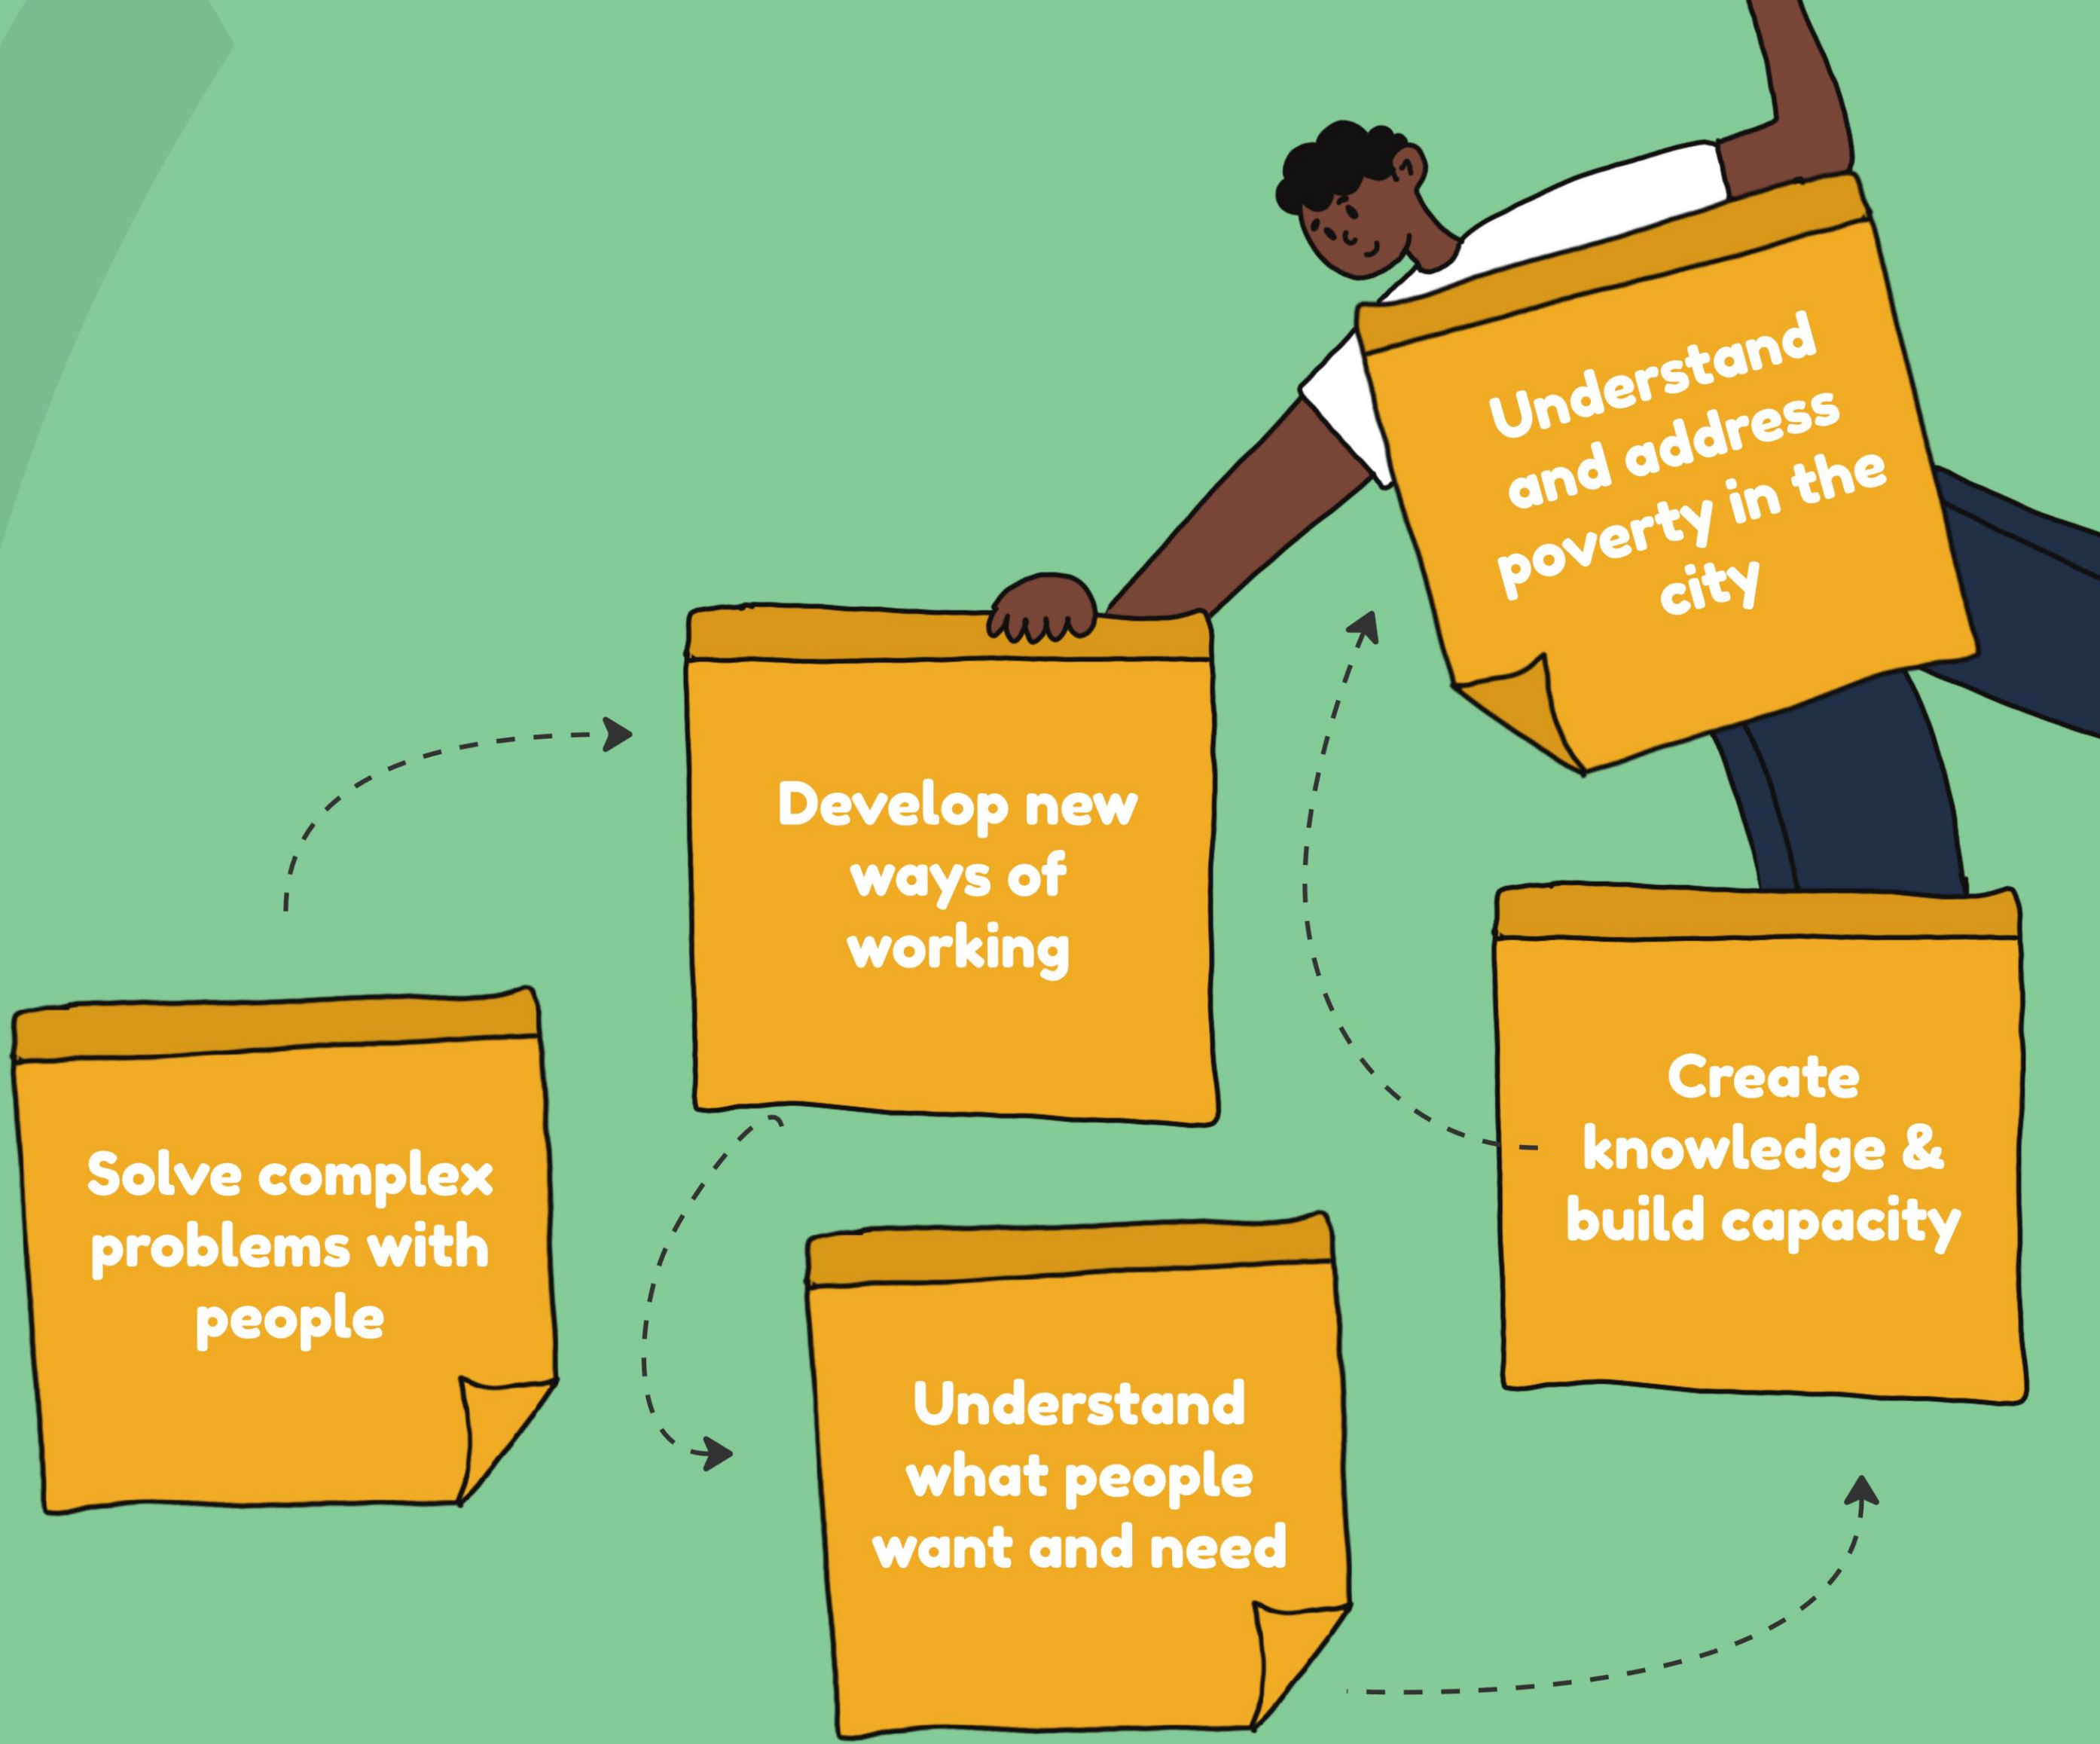 Solve complex
problems with
people
Develop new
ways of
working
Understand
what people
want and need
Create
knowledge &
build capacity
Understand
and address
poverty in the
city